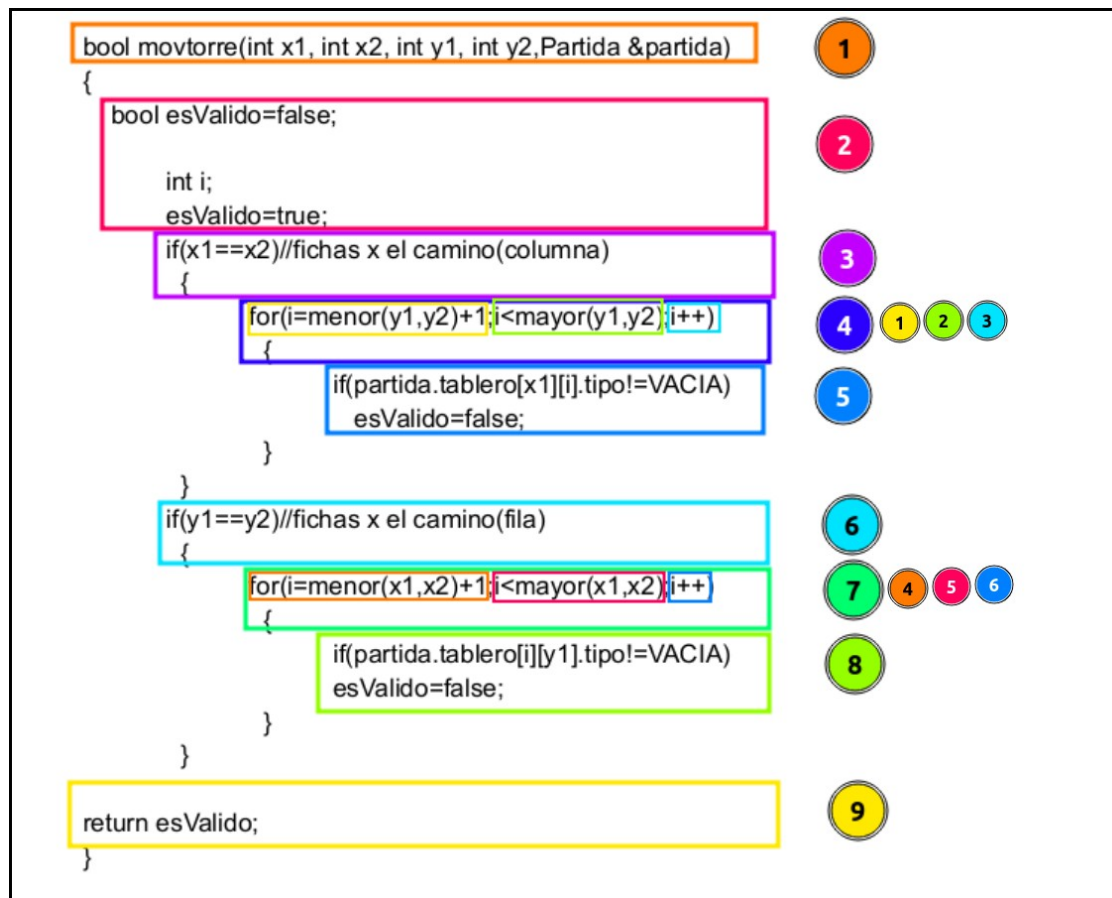 bool movtorre(int x1, int x2, int y1, int y2,Partida &partida) 1
{
bool esValido=false;
2
int i;
esValido=true;
if(x1==x2)//fichas x el camino(columna) 3
{
for(i=menor(y1,y2)+1;i<mayor(y1,y2);i++) 4 1 2 3
{
if(partida.tablero[x1][i].tipo!=VACIA) 5
esValido=false;
}
}
if(y1==y2)//fichas x el camino(fila) 6
{
for(i=menor(x1,x2)+1;i<mayor(x1,x2);i++) 7 4 5 6
{
if(partida.tablero[i][y1].tipo!=VACIA) 8
esValido=false;
}
}
return esValido; 9
}